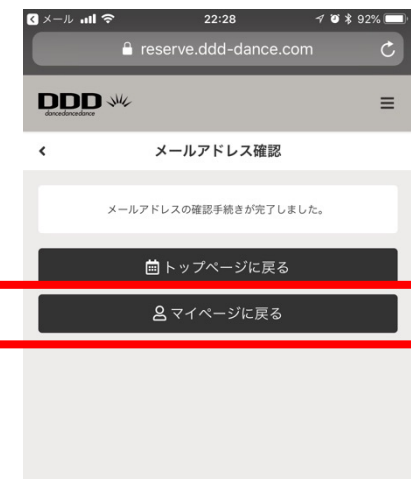 メール 22:28 92%
reserve.ddd-dance.com
DDD
dancedancedance
メールアドレス確認
メールアドレスの確認手続きが完了しました。
トップページに戻る
マイページに戻る